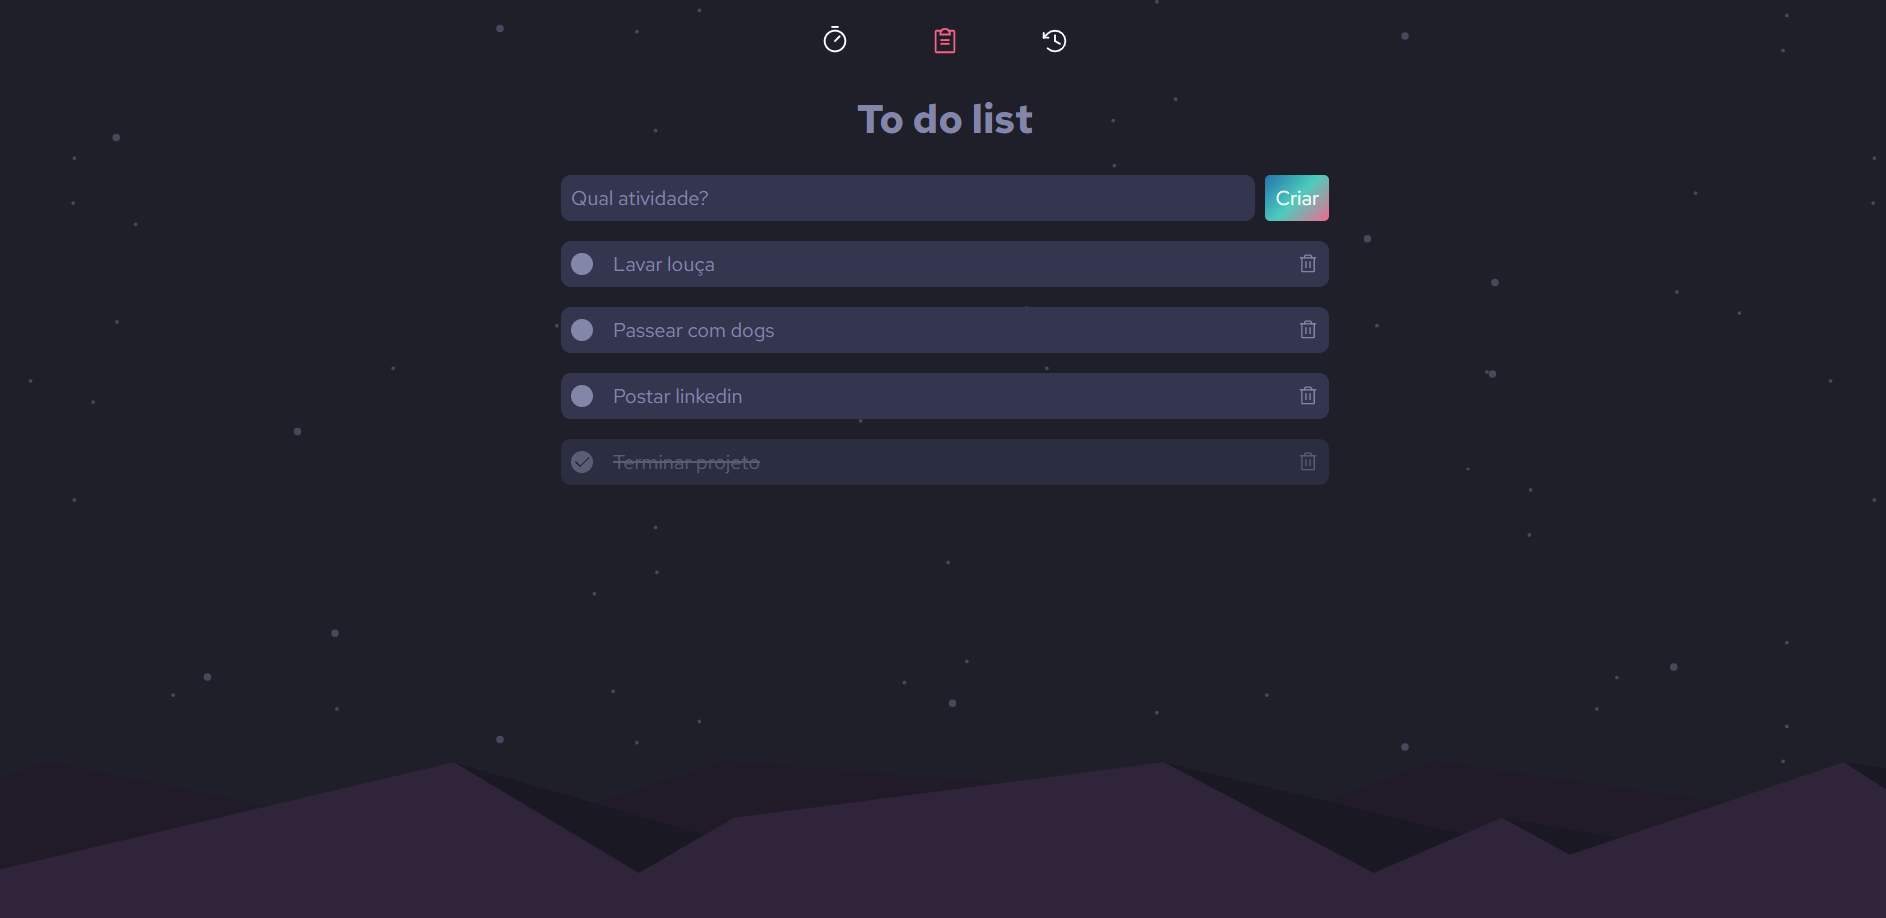 To do list
Qual atividade?
Criar
Lavar louça
Passear com dogs
Postar linkedin
Terminar projeto